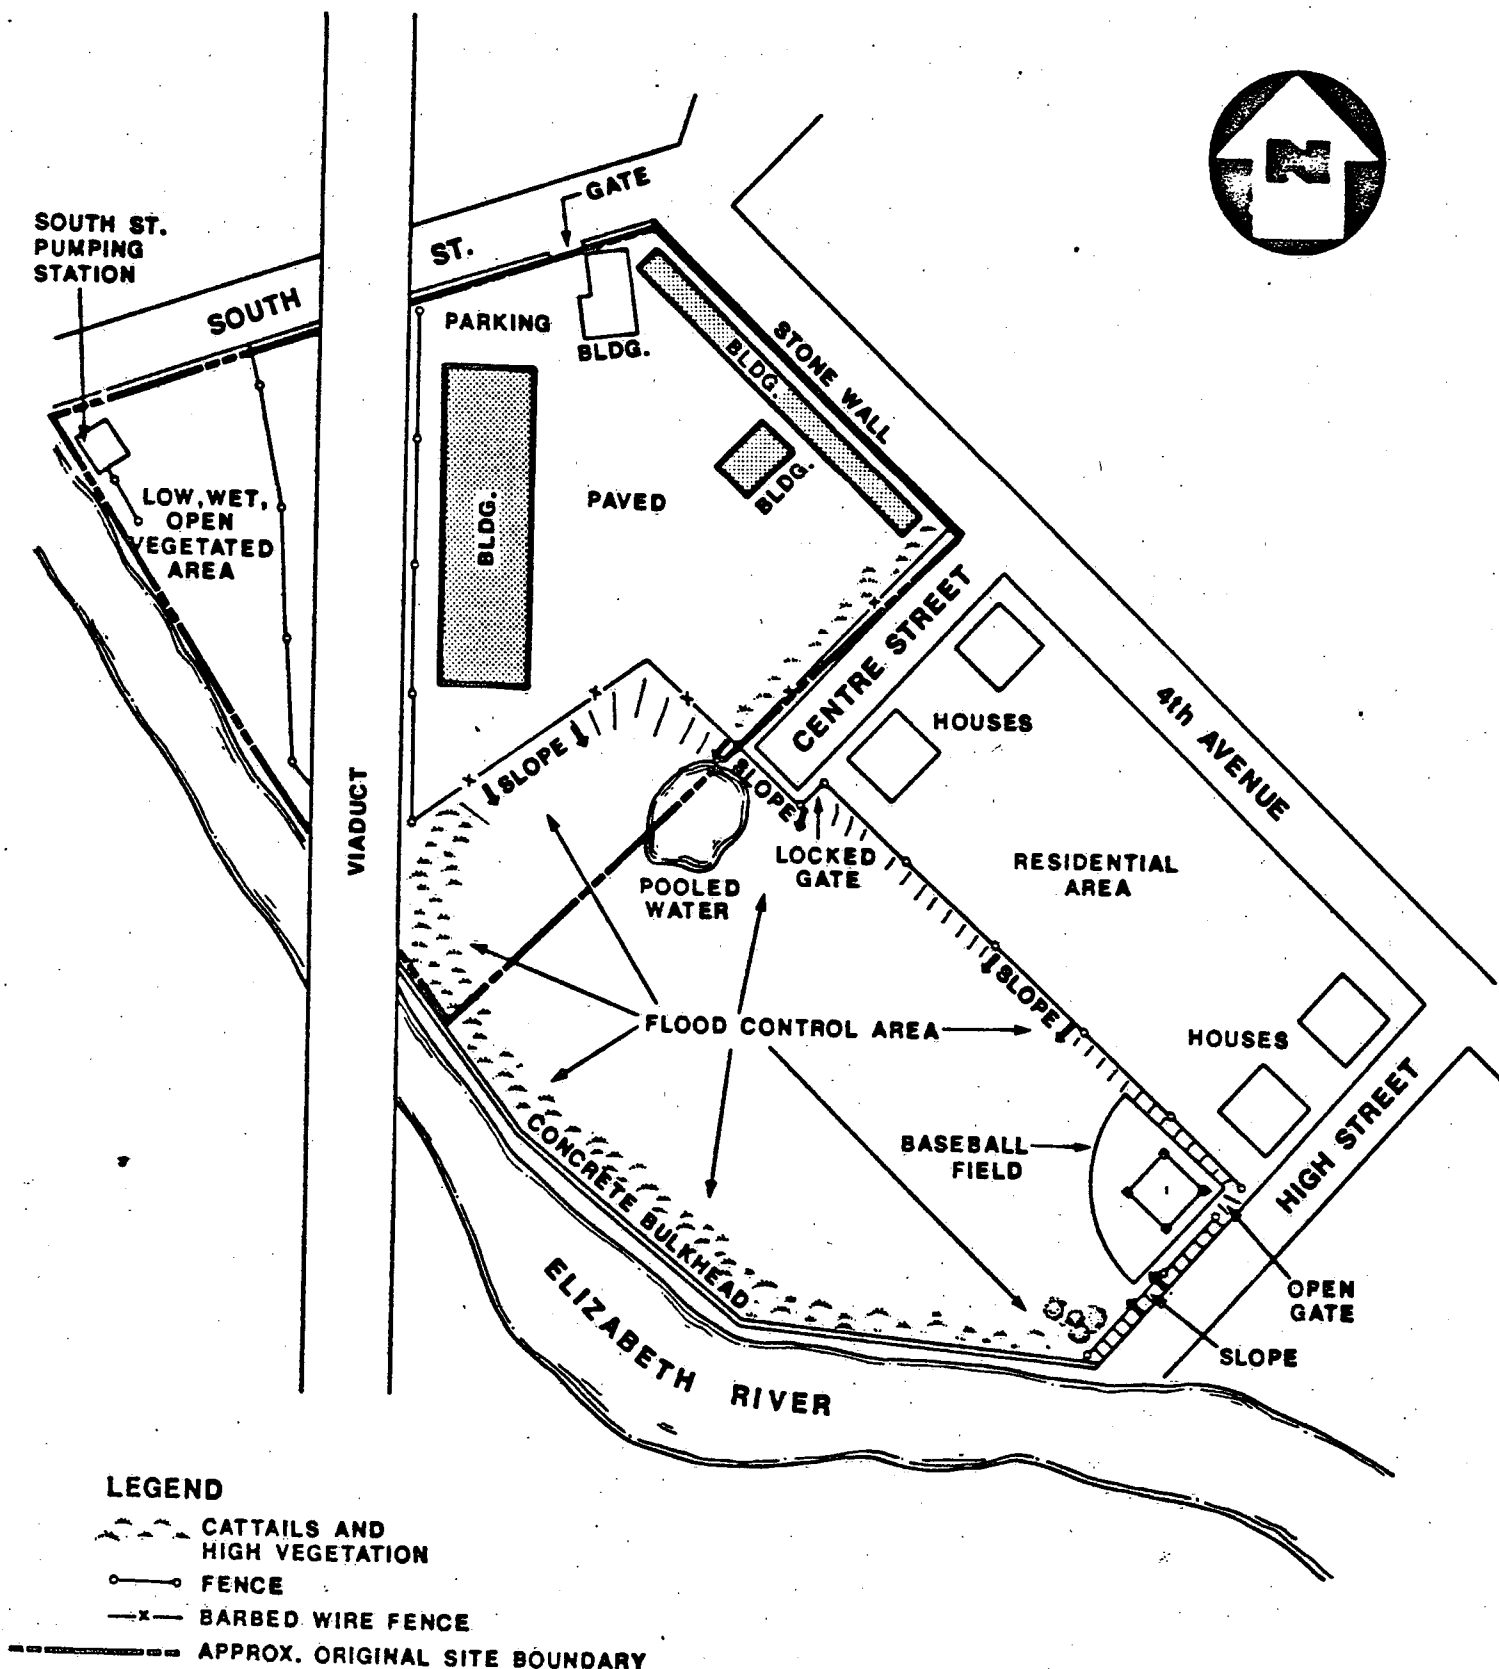 N
GATE
SOUTH ST.
PUMPING
STATION
SOUTH ST.
PARKING
BLDG.
BLDG.
STONE WALL
BLDG.
BLDG.
PAVED
LOW, WET,
OPEN
VEGETATED
AREA
CENTRE STREET
HOUSES
4th AVENUE
SLOPE
SLOPE
VIADUCT
LOCKED
GATE
RESIDENTIAL
AREA
POOLED
WATER
SLOPE
FLOOD CONTROL AREA
HOUSES
HIGH STREET
BASEBALL
FIELD
CONCRETE BULKHEAD
OPEN
GATE
SLOPE
ELIZABETH RIVER
LEGEND
CATTAILS AND
HIGH VEGETATION
FENCE
BARBED WIRE FENCE
APPROX. ORIGINAL SITE BOUNDARY